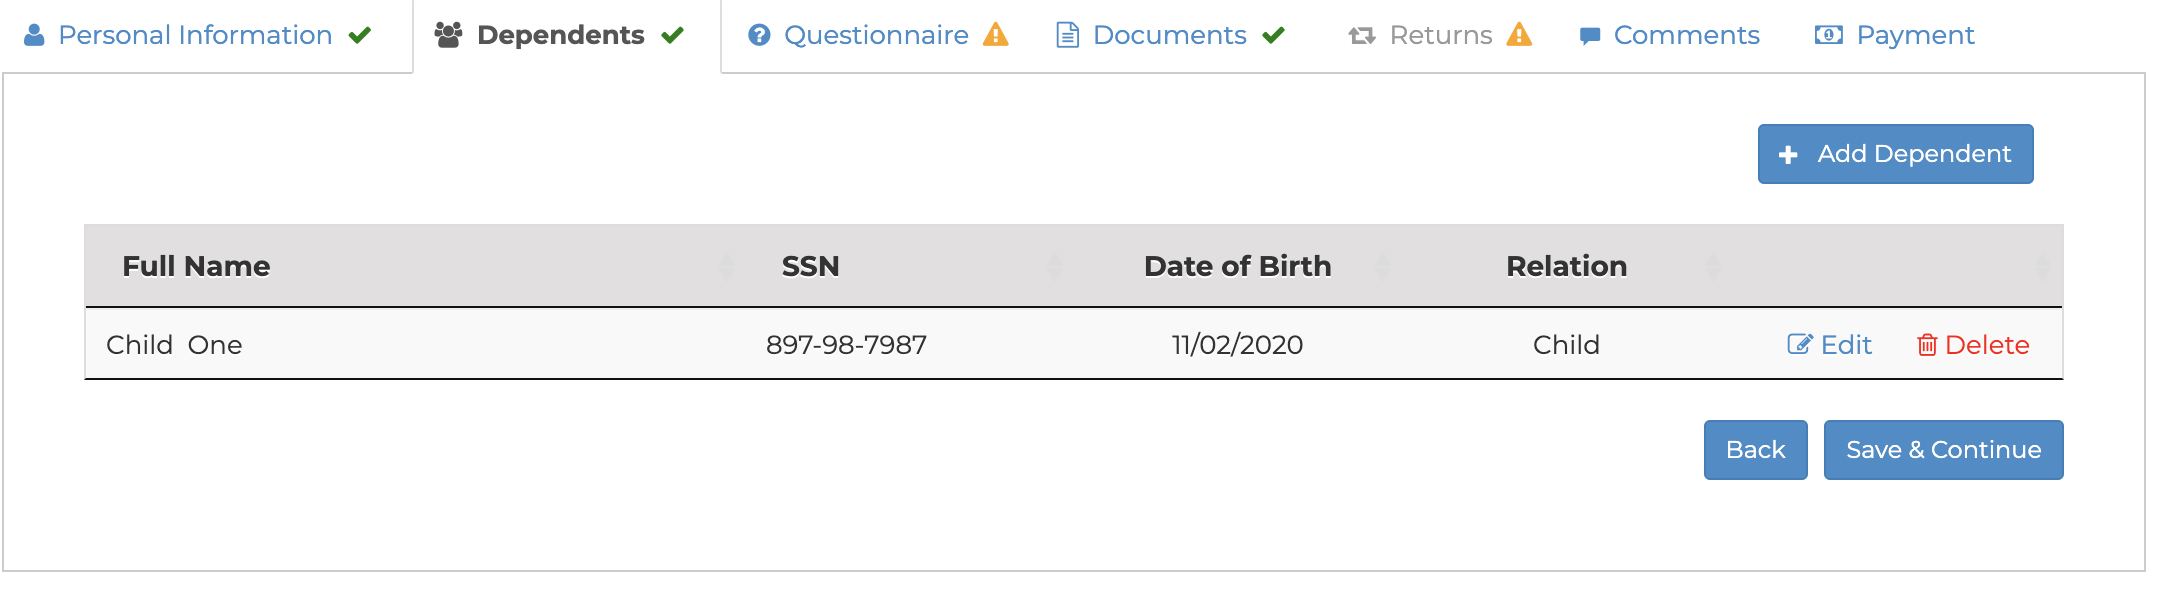 Personal Information Dependents Questionnaire Documents Returns Comments Payment
Add Dependent
Full Name SSN Date of Birth Relation
Child One 897-98-7987 11/02/2020 Child Edit Delete
Back Save & Continue